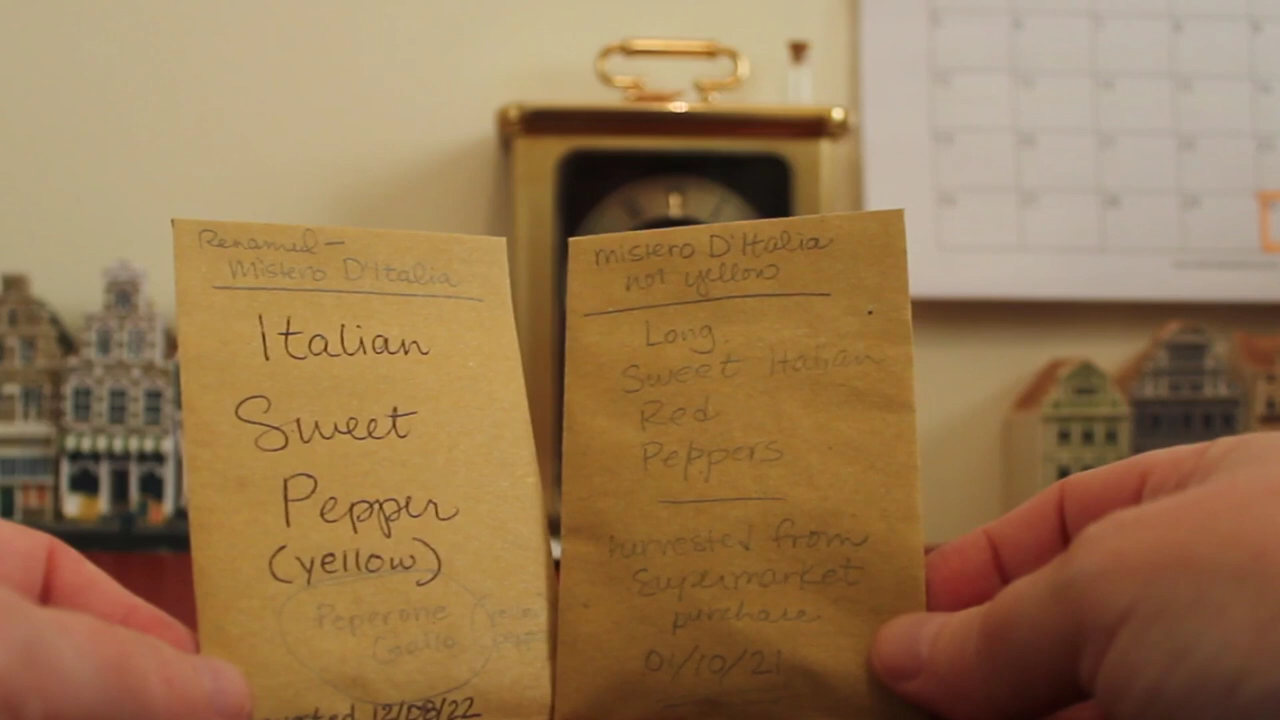 Renamed-
Mistero D'Italia
Italian
Sweet
Pepper
(yellow)
Peperone
Gallo
12/08/22
mistero D'Italia
not yellow
Long
Sweet Italian
Red
Peppers
harvested from
Supermarket
purchase
01/10/21